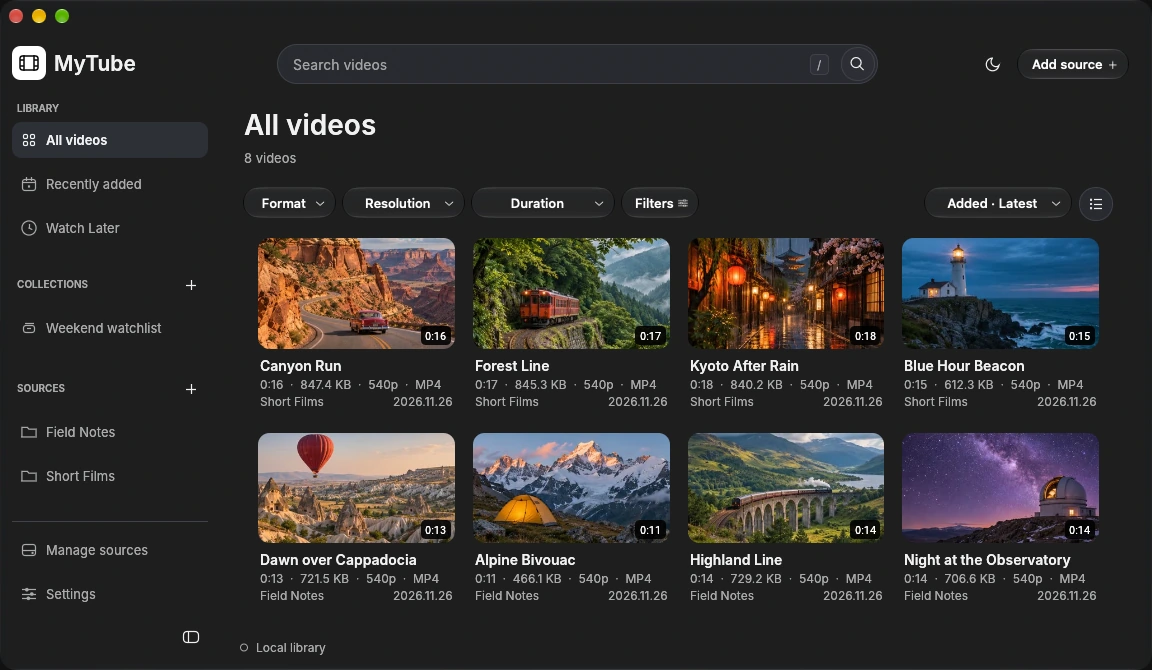 MyTube
Search videos /
Add source +
LIBRARY
All videos
Recently added
Watch Later
COLLECTIONS +
Weekend watchlist
SOURCES +
Field Notes
Short Films
Manage sources
Settings
All videos
8 videos
Format
Resolution
Duration
Filters
Added · Latest
0:16
Canyon Run
0:16 · 847.4 KB · 540p · MP4
Short Films 2026.11.26
0:17
Forest Line
0:17 · 845.3 KB · 540p · MP4
Short Films 2026.11.26
0:18
Kyoto After Rain
0:18 · 840.2 KB · 540p · MP4
Short Films 2026.11.26
0:15
Blue Hour Beacon
0:15 · 612.3 KB · 540p · MP4
Short Films 2026.11.26
0:13
Dawn over Cappadocia
0:13 · 721.5 KB · 540p · MP4
Field Notes 2026.11.26
0:11
Alpine Bivouac
0:11 · 466.1 KB · 540p · MP4
Field Notes 2026.11.26
0:14
Highland Line
0:14 · 729.2 KB · 540p · MP4
Field Notes 2026.11.26
0:14
Night at the Observatory
0:14 · 706.6 KB · 540p · MP4
Field Notes 2026.11.26
Local library